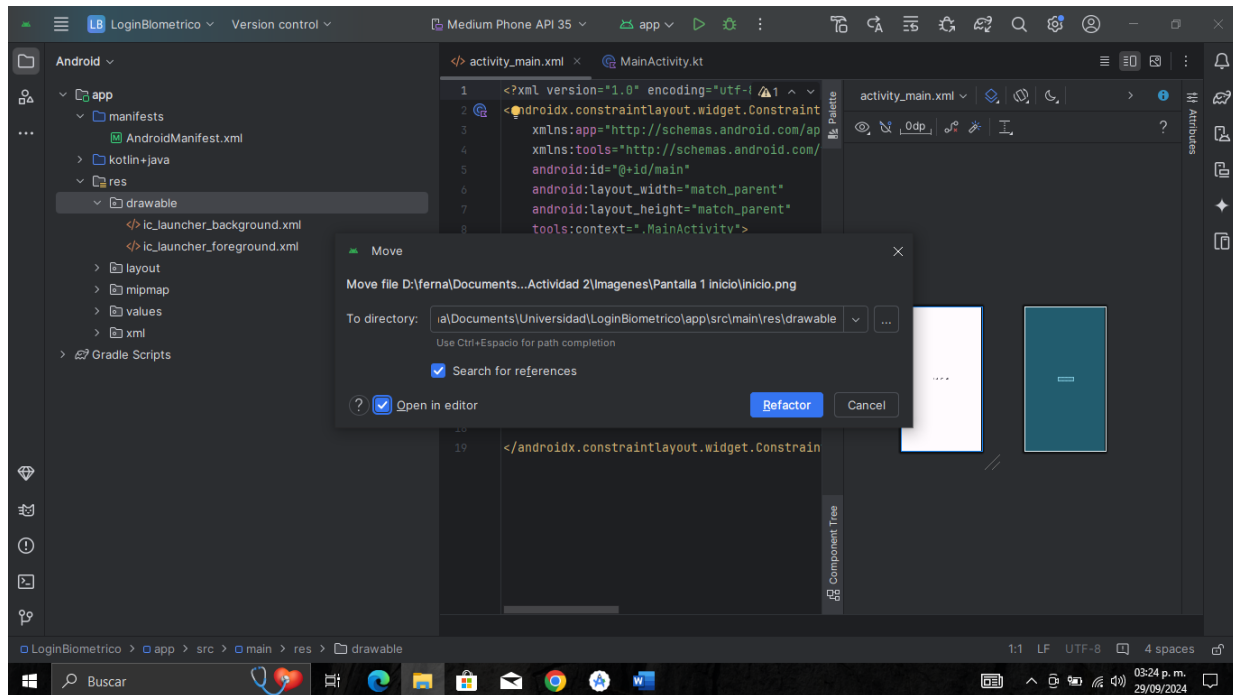 LB LoginBIometrico Version control Medium Phone API 35 app
Android
activity_main.xml MainActivity.kt
app
manifests
AndroidManifest.xml
kotlin+java
res
drawable
ic_launcher_background.xml
ic_launcher_foreground.xml
layout
mipmap
values
xml
Gradle Scripts
1 <?xml version="1.0" encoding="utf-8 1
2 <androidx.constraintlayout.widget.Constraint
3 xmlns:app="http://schemas.android.com/ap
4 xmlns:tools="http://schemas.android.com/
5 android:id="@+id/main"
6 android:layout_width="match_parent"
7 android:layout_height="match_parent"
8 tools:context=".MainActivity">
18
19 </androidx.constraintlayout.widget.Constrain
Palette
Component Tree
activity_main.xml
0dp
?
Attributes
Move
Move file D:\ferna\Documents...Actividad 2\Imagenes\Pantalla 1 inicio\inicio.png
To directory: ıa\Documents\Universidad\LoginBiometrico\app\src\main\res\drawable ...
Use Ctrl+Espacio for path completion
Search for references
? Open in editor Refactor Cancel
LoginBiometrico > app > src > main > res > drawable 1:1 LF UTF-8 4 spaces
Buscar
03:24 p. m.
29/09/2024